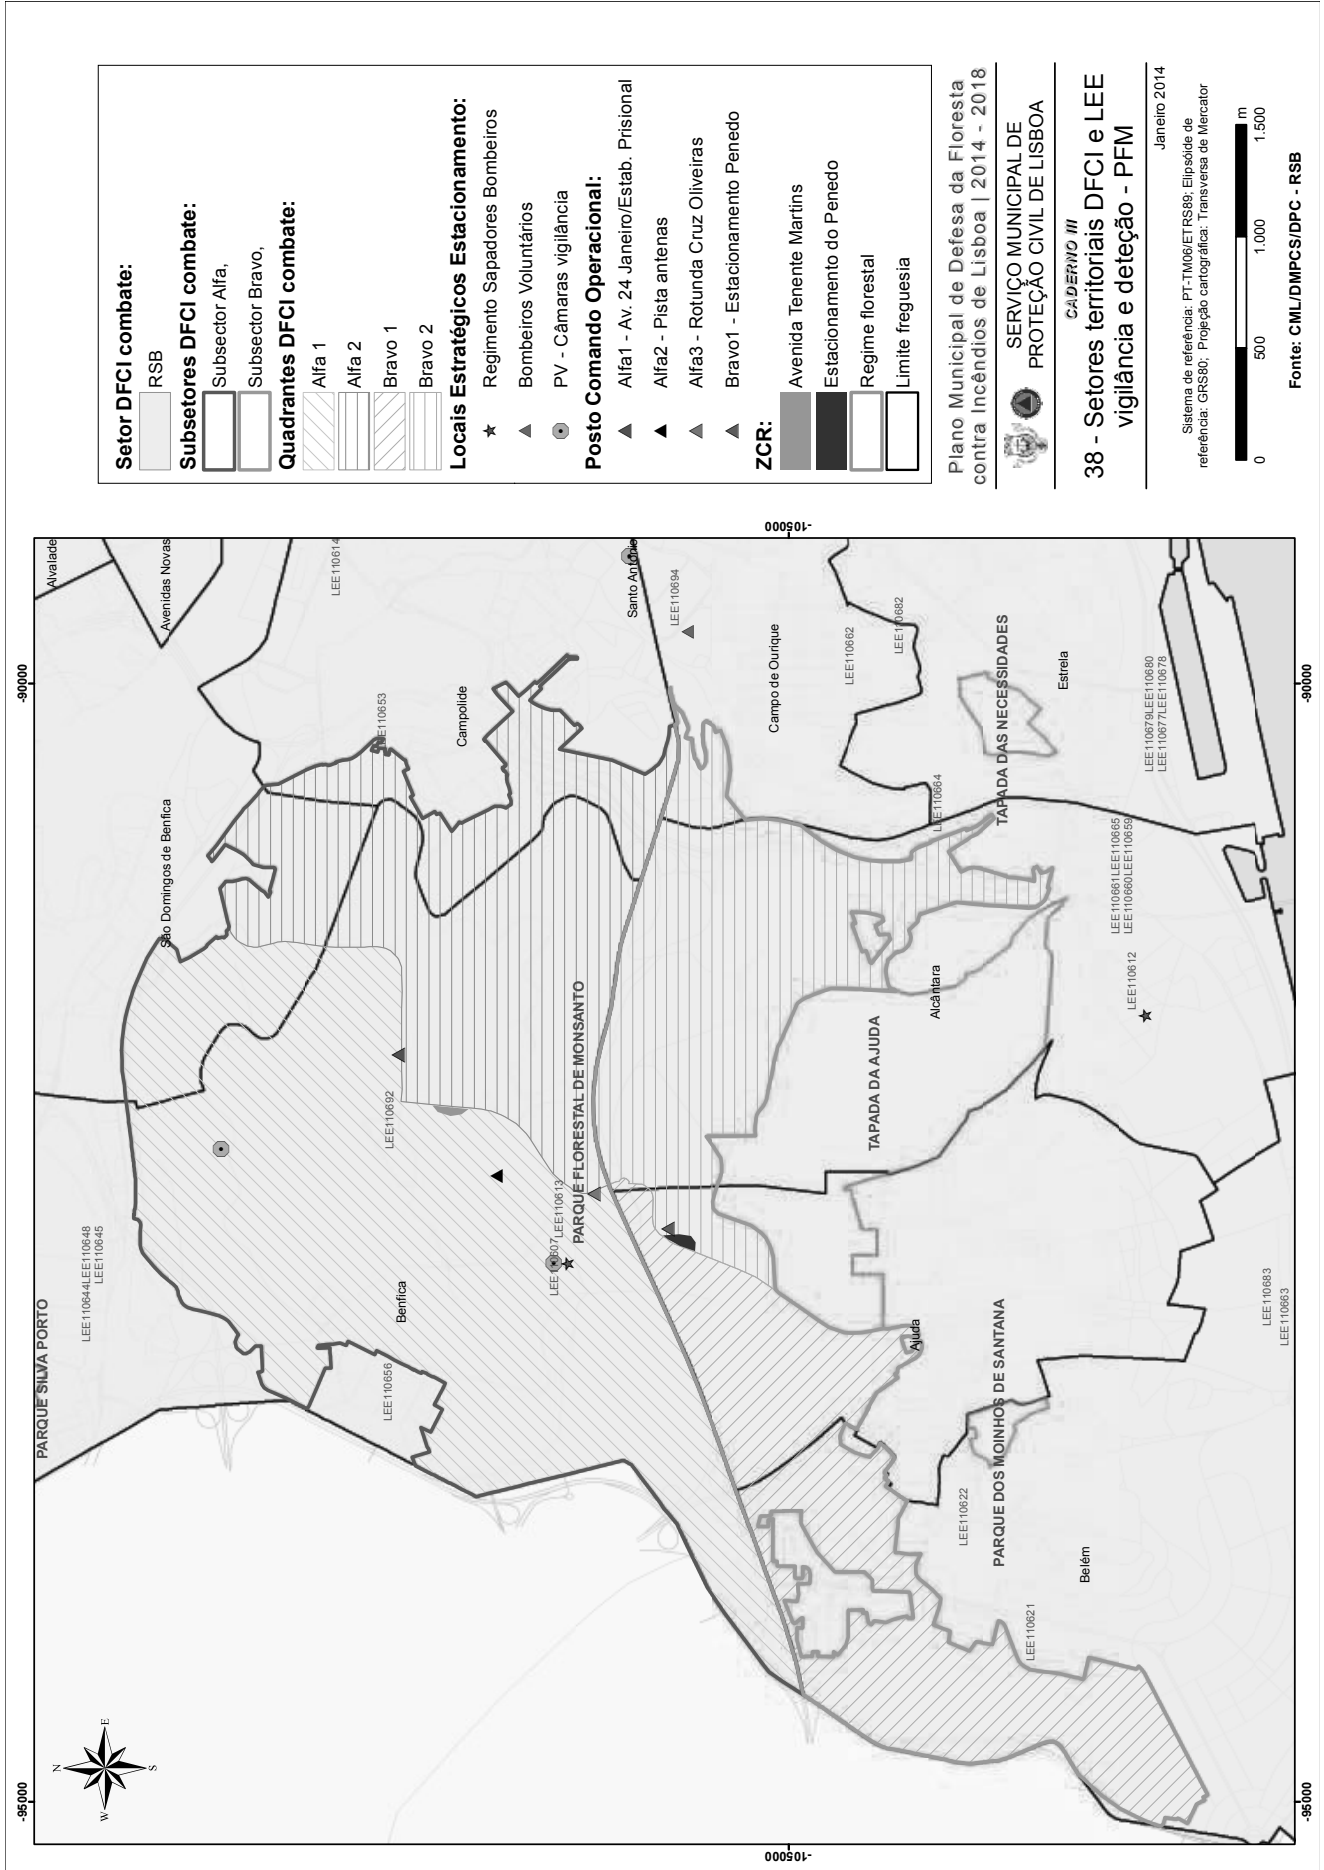 Setor DFCI combate:
RSB
Subsetores DFCI combate:
Subsector Alfa,
Subsector Bravo,
Quadrantes DFCI combate:
Alfa 1
Alfa 2
Bravo 1
Bravo 2
Locais Estratégicos Estacionamento:
Regimento Sapadores Bombeiros
Bombeiros Voluntários
PV - Câmaras vigilância
Posto Comando Operacional:
Alfa1 - Av. 24 Janeiro/Estab. Prisional
Alfa2 - Pista antenas
Alfa3 - Rotunda Cruz Oliveiras
Bravo1 - Estacionamento Penedo
ZCR:
Avenida Tenente Martins
Estacionamento do Penedo
Regime florestal
Limite freguesia
Plano Municipal de Defesa da Floresta
contra Incêndios de Lisboa | 2014 - 2018
SERVIÇO MUNICIPAL DE
PROTEÇÃO CIVIL DE LISBOA
CADERNO III
38 - Setores territoriais DFCI e LEE
vigilância e deteção - PFM
Janeiro 2014
Sistema de referência: PT-TM06/ETRS89; Elipsóide de
referência: GRS80; Projeção cartográfica: Transversa de Mercator
0 500 1.000 1.500 m
Fonte: CML/DMPCS/DPC - RSB
-95000
-90000
-105000
-105000
-95000
-90000
N
E
S
W
PARQUE SILVA PORTO
LEE110644LEE110648
LEE110645
São Domingos de Benfica
Avenidas Novas
Alvalade
LEE110614
LEE110656
Benfica
LEE110692
LEE110653
Campolide
LEE110607
LEE110613
PARQUE FLORESTAL DE MONSANTO
Santo António
LEE110694
Campo de Ourique
LEE110662
LEE110682
TAPADA DA AJUDA
Alcântara
LEE110664
TAPADA DAS NECESSIDADES
Estrela
Ajuda
LEE110622
PARQUE DOS MOINHOS DE SANTANA
LEE110621
Belém
LEE110661LEE110665
LEE110660LEE110659
LEE110612
LEE110679LEE110680
LEE110677LEE110678
LEE110683
LEE110663